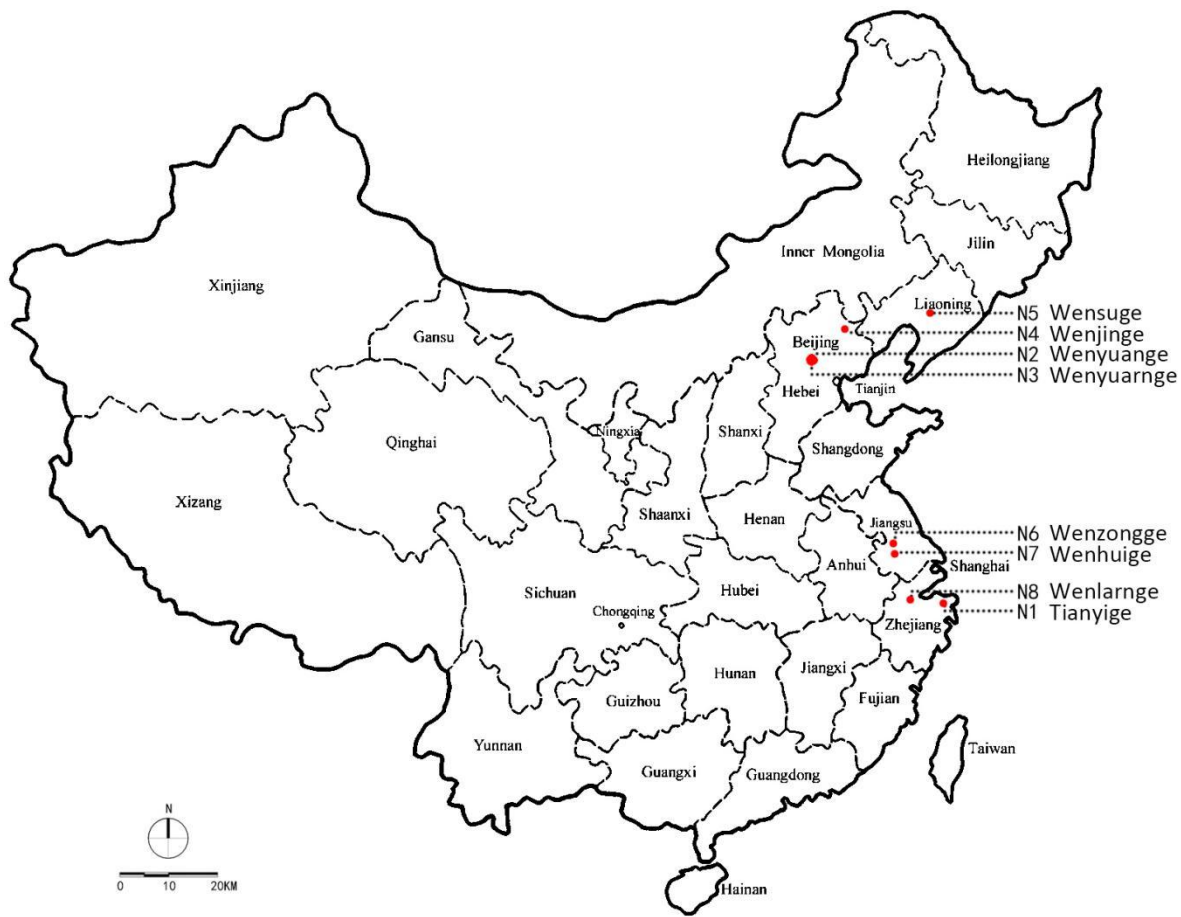 Heilongjiang
Jilin
Inner Mongolia
Xinjiang
Liaoning
N5 Wensuge
Gansu
N4 Wenjinge
Beijing
N2 Wenyuange
N3 Wenyuarnge
Hebei
Tianjin
Ningxia
Shanxi
Qinghai
Shangdong
Xizang
Shaanxi
Henan
Jiangsu
N6 Wenzongge
N7 Wenhuige
Anhui
Shanghai
Sichuan
Hubei
N8 Wenlarnge
Chongqing
N1 Tianyige
Zhejiang
Hunan
Jiangxi
Guizhou
Fujian
Yunnan
Taiwan
Guangxi
Guangdong
N
0 10 20KM
Hainan